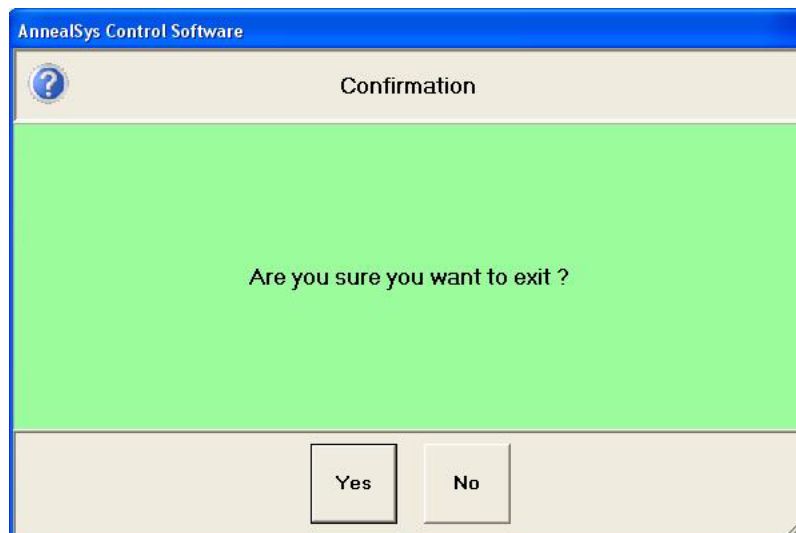 AnnealSys Control Software
Confirmation
Are you sure you want to exit ?
Yes
No